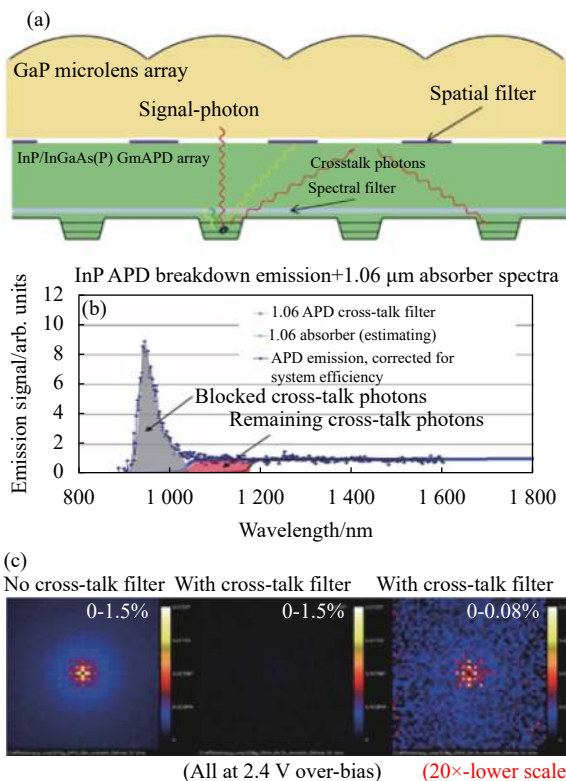 (a)
GaP microlens array
Signal-photon
Spatial filter
InP/InGaAs(P) GmAPD array
Crosstalk photons
Spectral filter
InP APD breakdown emission+1.06 μm absorber spectra
(b)
1.06 APD cross-talk filter
1.06 absorber (estimating)
APD emission, corrected for
system efficiency
Blocked cross-talk photons
Remaining cross-talk photons
Emission signal/arb. units
12
10
8
6
4
2
0
800
1 000
1 200
1 400
1 600
1 800
Wavelength/nm
(c)
No cross-talk filter
With cross-talk filter
With cross-talk filter
0-1.5%
0-1.5%
0-0.08%
(All at 2.4 V over-bias)
(20×-lower scale